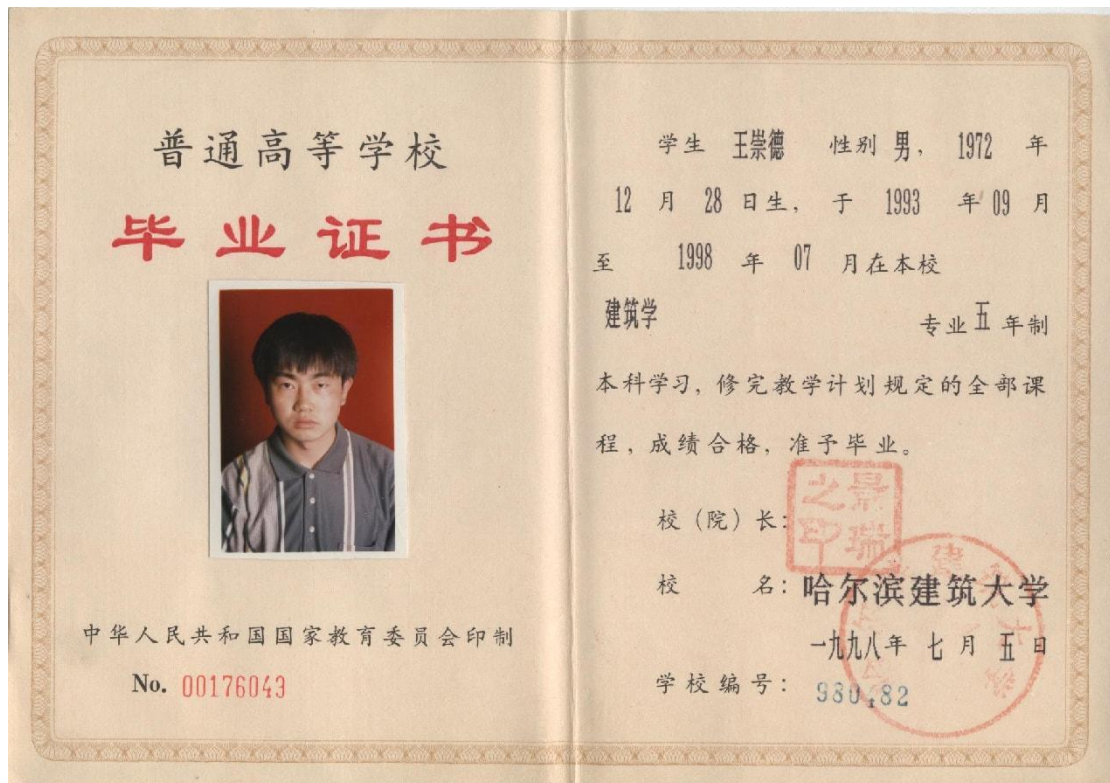 普通高等学校
毕业证书
中华人民共和国国家教育委员会印制
No. 00176043
学生 王崇德 性别 男, 1972 年
12 月 28 日生, 于 1993 年 09 月
至 1998 年 07 月在本校
建筑学 专业 五 年制
本科学习, 修完教学计划规定的全部课
程, 成绩合格, 准予毕业。
校(院)长:
景瑞之印
校 名: 哈尔滨建筑大学
一九九八年 七 月 五 日
学校编号: 980482